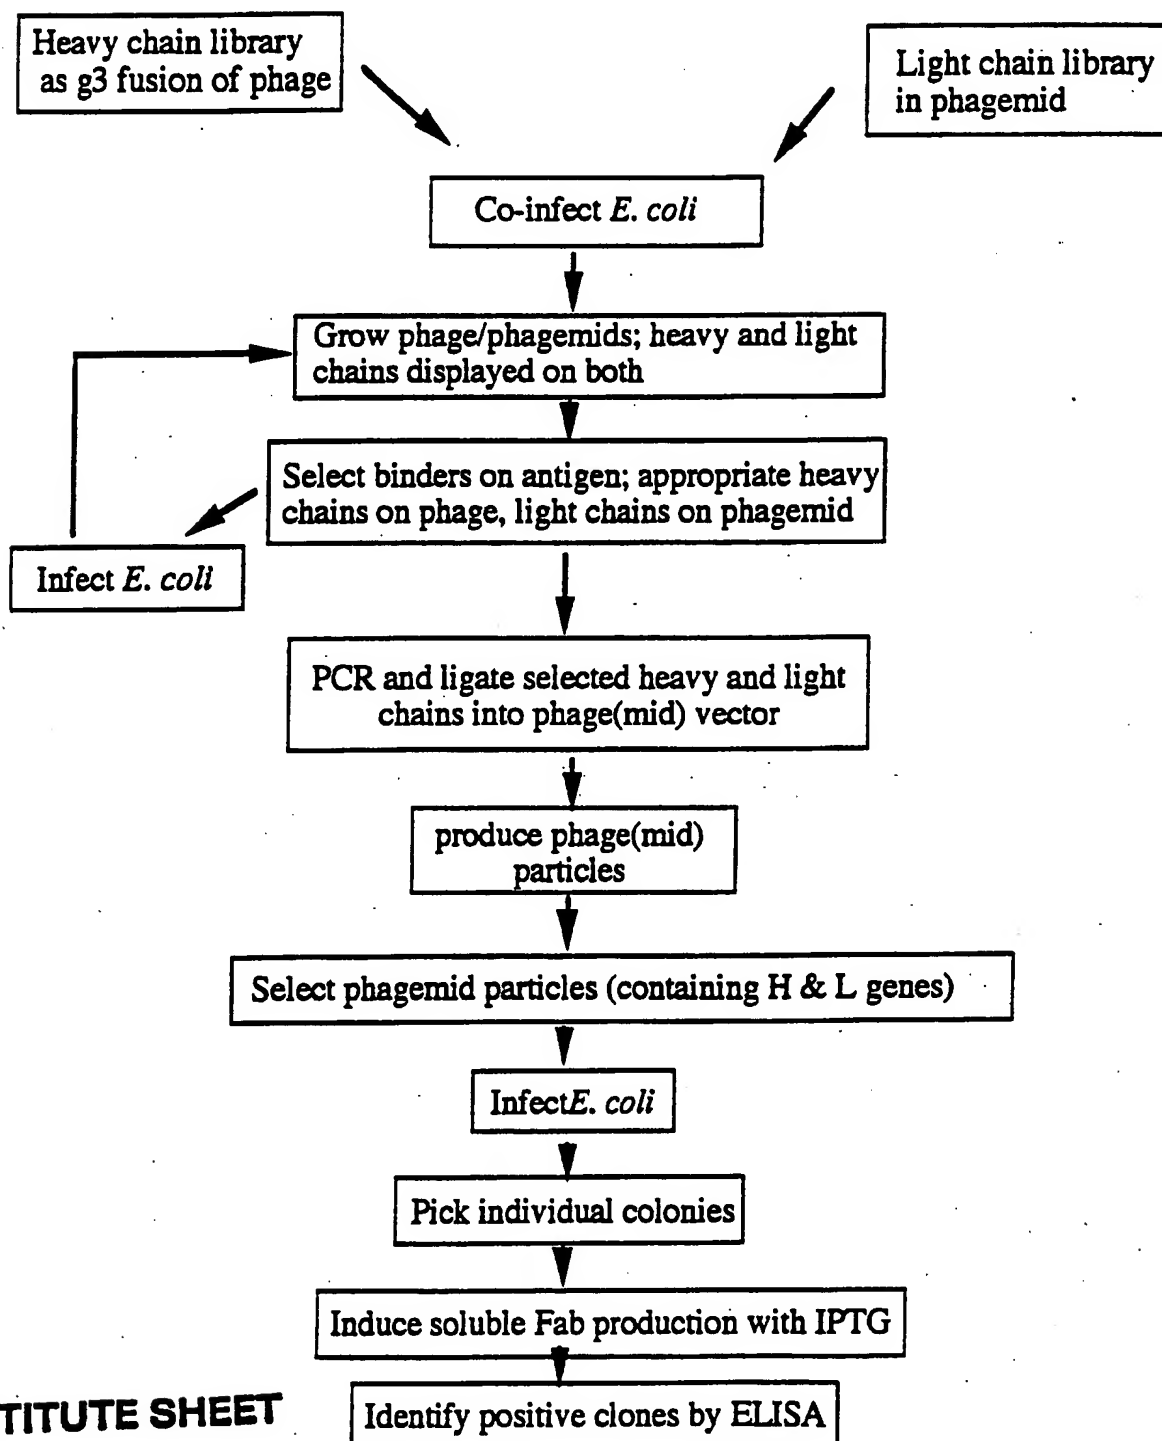 Heavy chain library
as g3 fusion of phage
Light chain library
in phagemid
Co-infect E. coli
Grow phage/phagemids; heavy and light
chains displayed on both
Select binders on antigen; appropriate heavy
chains on phage, light chains on phagemid
Infect E. coli
PCR and ligate selected heavy and light
chains into phage(mid) vector
produce phage(mid)
particles
Select phagemid particles (containing H & L genes)
InfectE. coli
Pick individual colonies
Induce soluble Fab production with IPTG
TITUTE SHEET
Identify positive clones by ELISA